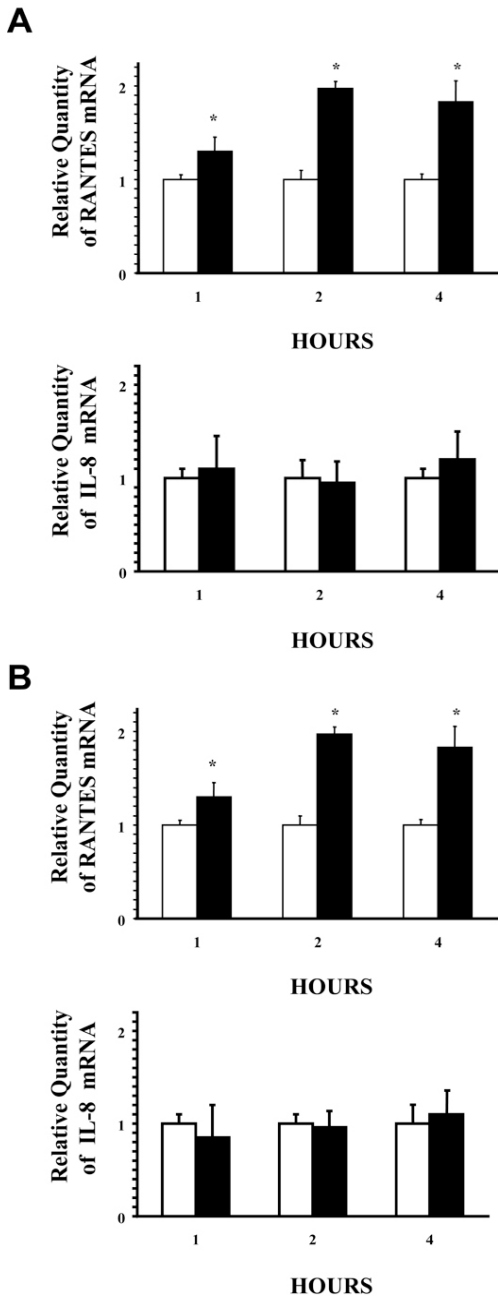 A
Relative Quantity
of RANTES mRNA
2
1
0
*
*
*
1 2 4
HOURS
Relative Quantity
of IL-8 mRNA
2
1
0
1 2 4
HOURS
B
Relative Quantity
of RANTES mRNA
2
1
0
*
*
*
1 2 4
HOURS
Relative Quantity
of IL-8 mRNA
2
1
0
1 2 4
HOURS